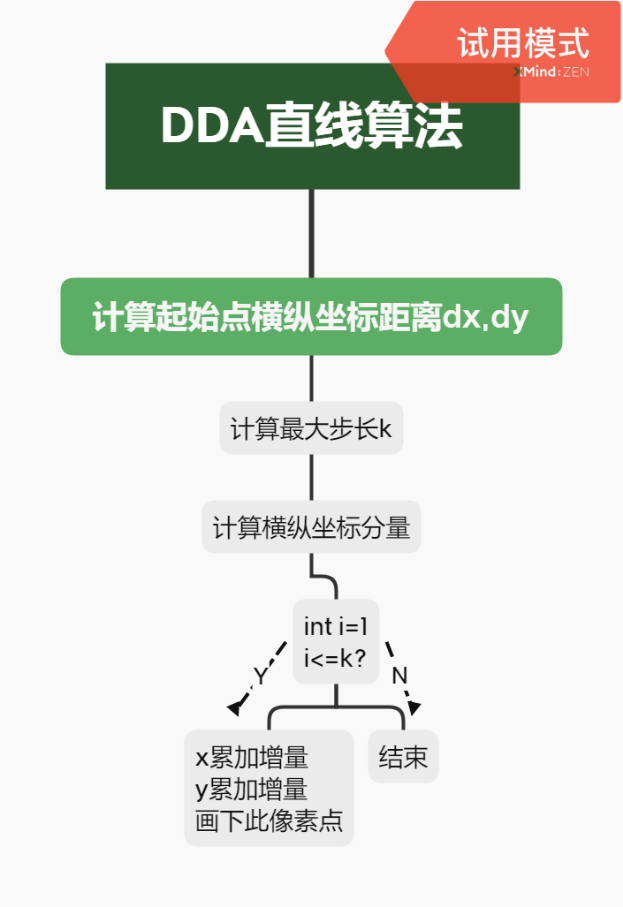 试用模式
XMind:ZEN
DDA直线算法
计算起始点横纵坐标距离dx,dy
计算最大步长k
计算横纵坐标分量
int i=1
i<=k?
Y
N
x累加增量
y累加增量
画下此像素点
结束